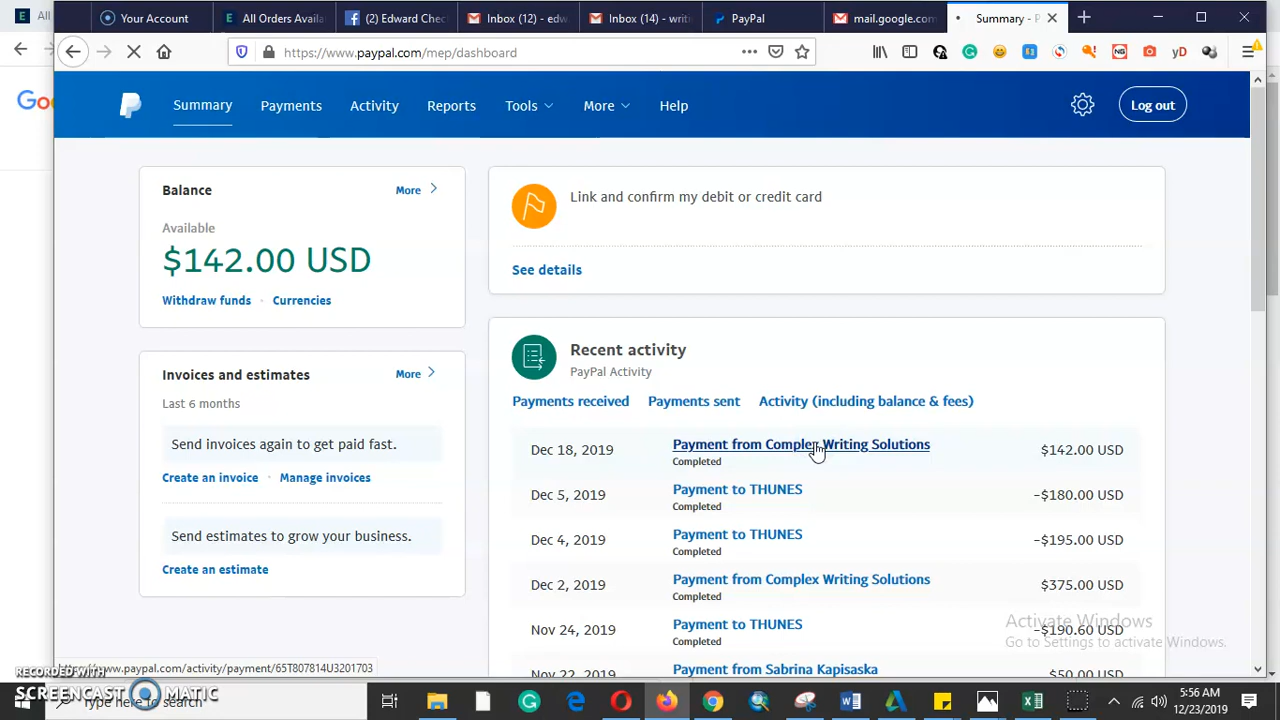 All
Your Account
All Orders Availa
(2) Edward Chec
Inbox (12) - edw
Inbox (14) - writi
PayPal
mail.google.com
Summary - P
https://www.paypal.com/mep/dashboard
Goo
Summary
Payments
Activity
Reports
Tools
More
Help
Log out
Balance
More
Available
$142.00 USD
Withdraw funds · Currencies
Invoices and estimates
More
Last 6 months
Send invoices again to get paid fast.
Create an invoice · Manage invoices
Send estimates to grow your business.
Create an estimate
Link and confirm my debit or credit card
See details
Recent activity
PayPal Activity
Payments received Payments sent Activity (including balance & fees)
Dec 18, 2019 Payment from Complex Writing Solutions $142.00 USD
Completed
Dec 5, 2019 Payment to THUNES -$180.00 USD
Completed
Dec 4, 2019 Payment to THUNES -$195.00 USD
Completed
Dec 2, 2019 Payment from Complex Writing Solutions $375.00 USD
Completed
Nov 24, 2019 Payment to THUNES -$190.60 USD
Completed
Nov 22, 2019 Payment from Sabrina Kapisaska $50.00 USD
Activate Windows
Go to Settings to activate Windows.
www.paypal.com/activity/payment/65T807814U3201703
RECORDED WITH
SCREENCAST MATIC
Type here to search
5:56 AM
12/23/2019